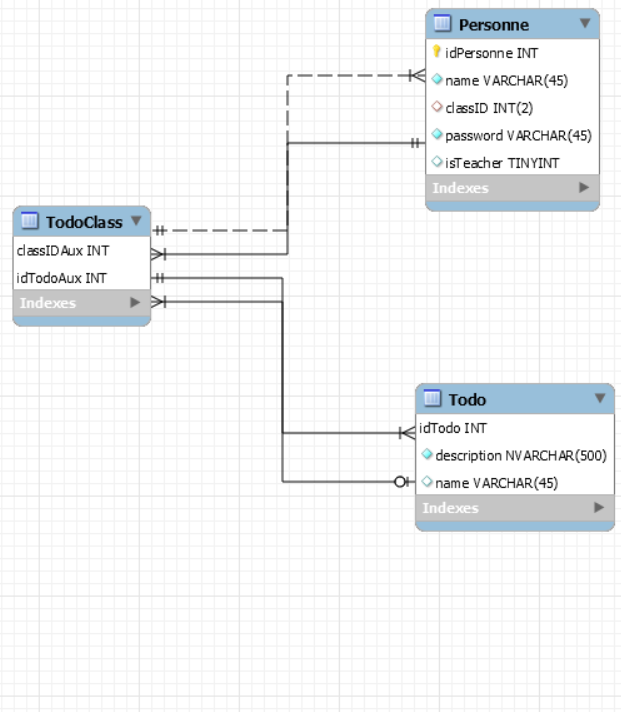 Personne
idPersonne INT
name VARCHAR(45)
classID INT(2)
password VARCHAR(45)
isTeacher TINYINT
Indexes
TodoClass
classIDAux INT
idTodoAux INT
Indexes
Todo
idTodo INT
description NVARCHAR(500)
name VARCHAR(45)
Indexes